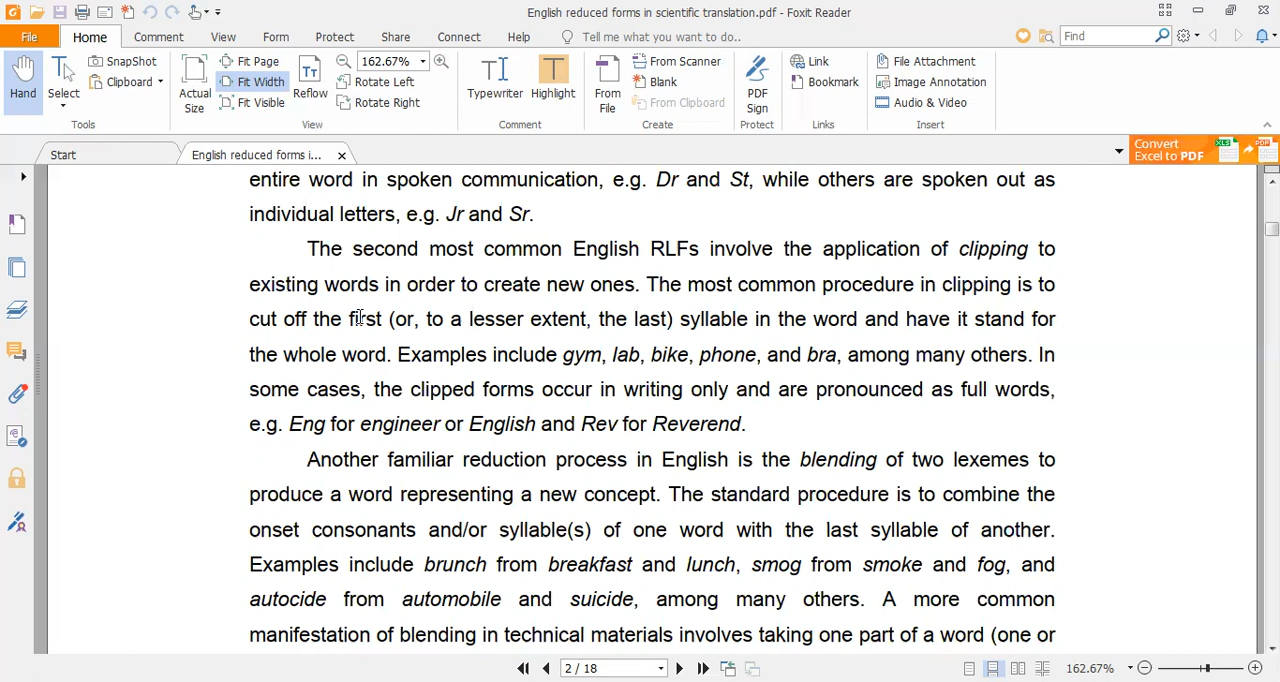 English reduced forms in scientific translation.pdf - Foxit Reader
File Home Comment View Form Protect Share Connect Help Tell me what you want to do.. Find
Hand Select SnapShot Clipboard Actual Size Fit Page Fit Width Fit Visible Reflow 162.67% Rotate Left Rotate Right Typewriter Highlight From File From Scanner Blank From Clipboard PDF Sign Link Bookmark File Attachment Image Annotation Audio & Video
Tools View Comment Create Protect Links Insert
Start English reduced forms i... Convert Excel to PDF XLS PDF
entire word in spoken communication, e.g. Dr and St, while others are spoken out as
individual letters, e.g. Jr and Sr.
The second most common English RLFs involve the application of clipping to
existing words in order to create new ones. The most common procedure in clipping is to
cut off the first (or, to a lesser extent, the last) syllable in the word and have it stand for
the whole word. Examples include gym, lab, bike, phone, and bra, among many others. In
some cases, the clipped forms occur in writing only and are pronounced as full words,
e.g. Eng for engineer or English and Rev for Reverend.
Another familiar reduction process in English is the blending of two lexemes to
produce a word representing a new concept. The standard procedure is to combine the
onset consonants and/or syllable(s) of one word with the last syllable of another.
Examples include brunch from breakfast and lunch, smog from smoke and fog, and
autocide from automobile and suicide, among many others. A more common
manifestation of blending in technical materials involves taking one part of a word (one or
2 / 18 162.67%